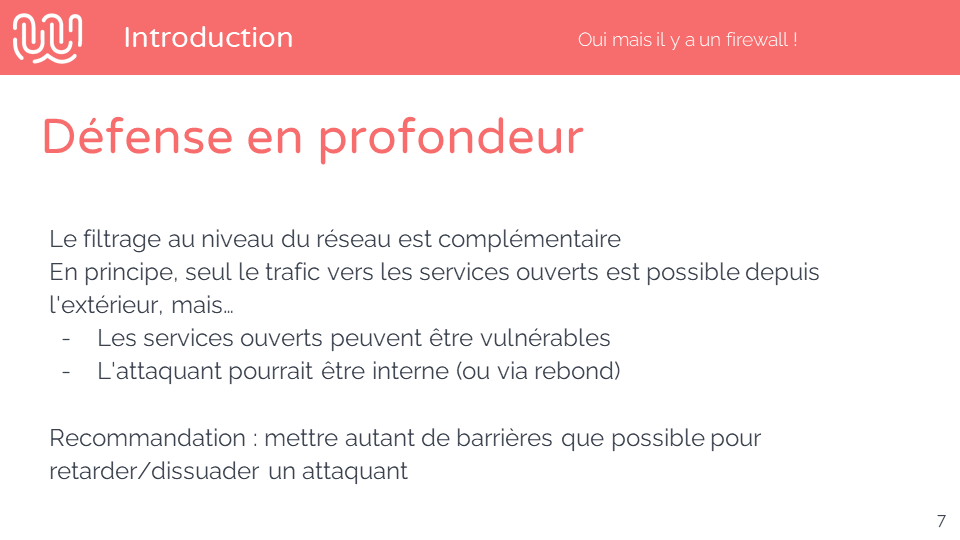 Introduction
Oui mais il y a un firewall !
Défense en profondeur
Le filtrage au niveau du réseau est complémentaire
En principe, seul le trafic vers les services ouverts est possible depuis
l'extérieur, mais…
- Les services ouverts peuvent être vulnérables
- L'attaquant pourrait être interne (ou via rebond)
Recommandation : mettre autant de barrières que possible pour
retarder/dissuader un attaquant
7